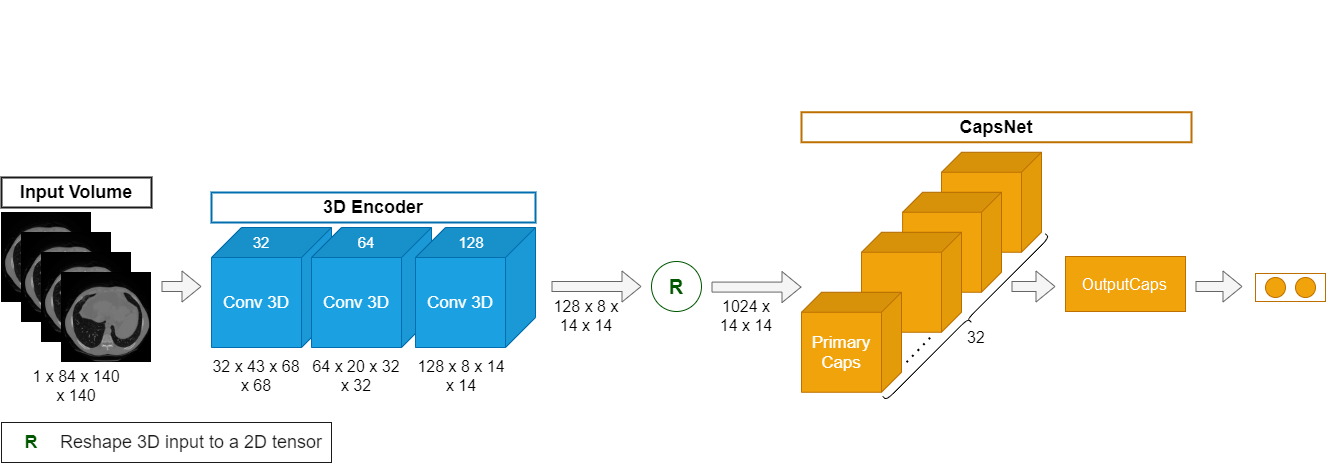 CapsNet
Input Volume
3D Encoder
32
64
128
Conv 3D
Conv 3D
Conv 3D
R
OutputCaps
128 x 8 x
14 x 14
1024 x
14 x 14
Primary
Caps
32
1 x 84 x 140
x 140
32 x 43 x 68
x 68
64 x 20 x 32
x 32
128 x 8 x 14
x 14
R Reshape 3D input to a 2D tensor